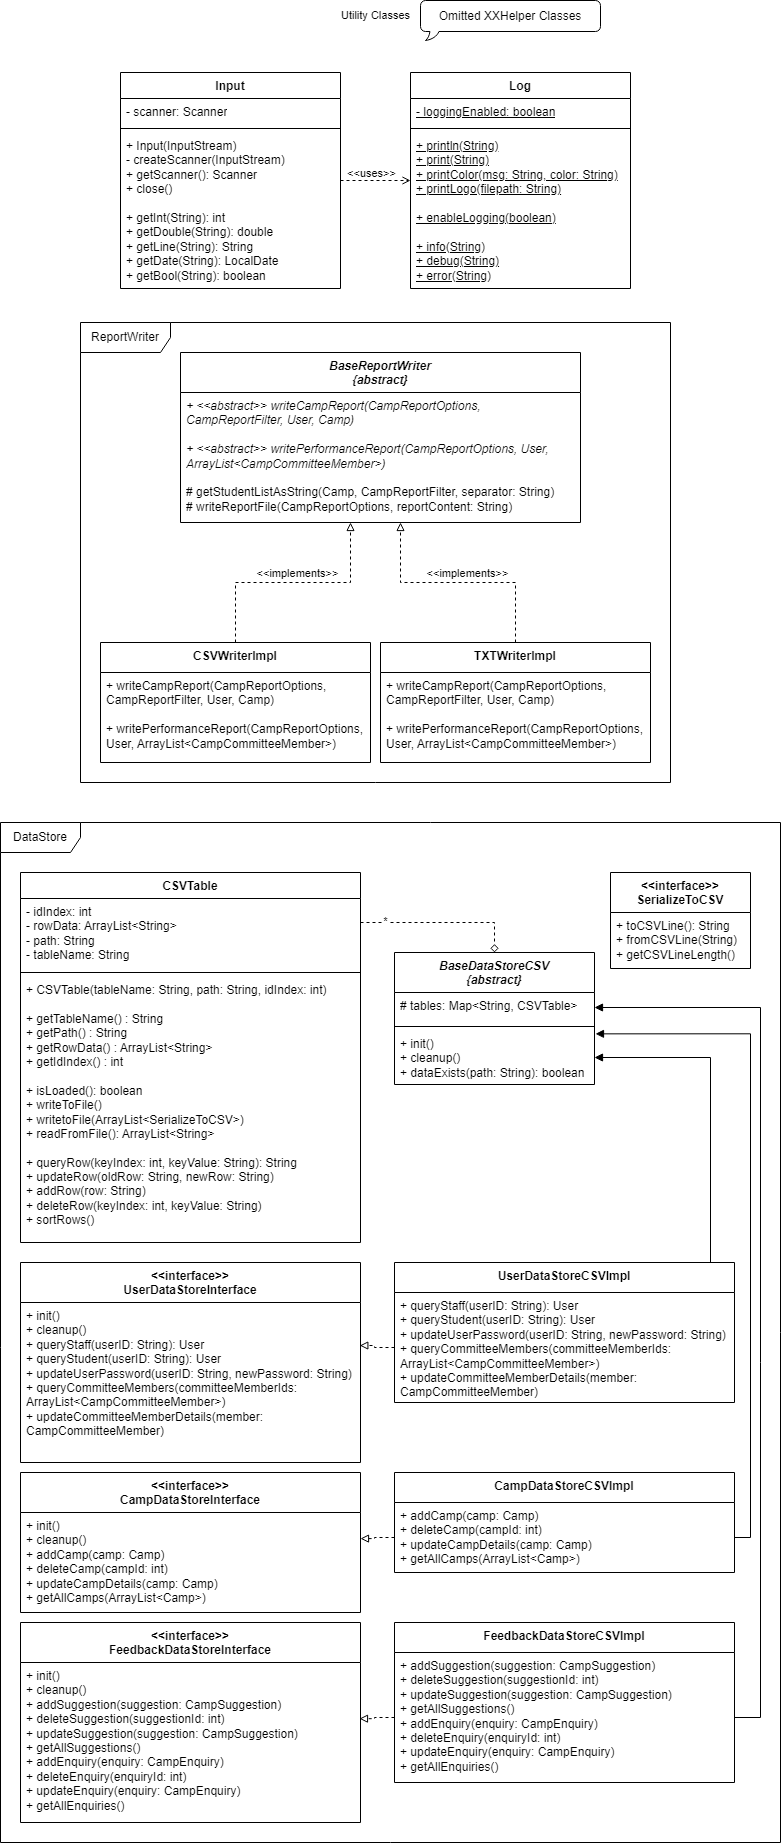 Utility Classes
Omitted XXHelper Classes
Input
- scanner: Scanner
+ Input(InputStream)
- createScanner(InputStream)
+ getScanner(): Scanner
+ close()
+ getInt(String): int
+ getDouble(String): double
+ getLine(String): String
+ getDate(String): LocalDate
+ getBool(String): boolean
<<uses>>
Log
- loggingEnabled: boolean
+ println(String)
+ print(String)
+ printColor(msg: String, color: String)
+ printLogo(filepath: String)
+ enableLogging(boolean)
+ info(String)
+ debug(String)
+ error(String)
ReportWriter
BaseReportWriter
{abstract}
+ <<abstract>> writeCampReport(CampReportOptions,
CampReportFilter, User, Camp)
+ <<abstract>> writePerformanceReport(CampReportOptions, User,
ArrayList<CampCommitteeMember>)
# getStudentListAsString(Camp, CampReportFilter, separator: String)
# writeReportFile(CampReportOptions, reportContent: String)
<<implements>>
<<implements>>
CSVWriterImpl
+ writeCampReport(CampReportOptions,
CampReportFilter, User, Camp)
+ writePerformanceReport(CampReportOptions,
User, ArrayList<CampCommitteeMember>)
TXTWriterImpl
+ writeCampReport(CampReportOptions,
CampReportFilter, User, Camp)
+ writePerformanceReport(CampReportOptions,
User, ArrayList<CampCommitteeMember>)
DataStore
CSVTable
- idIndex: int
- rowData: ArrayList<String>
- path: String
- tableName: String
+ CSVTable(tableName: String, path: String, idIndex: int)
+ getTableName() : String
+ getPath() : String
+ getRowData() : ArrayList<String>
+ getIdIndex() : int
+ isLoaded(): boolean
+ writeToFile()
+ writetoFile(ArrayList<SerializeToCSV>)
+ readFromFile(): ArrayList<String>
+ queryRow(keyIndex: int, keyValue: String): String
+ updateRow(oldRow: String, newRow: String)
+ addRow(row: String)
+ deleteRow(keyIndex: int, keyValue: String)
+ sortRows()
*
BaseDataStoreCSV
{abstract}
# tables: Map<String, CSVTable>
+ init()
+ cleanup()
+ dataExists(path: String): boolean
<<interface>>
SerializeToCSV
+ toCSVLine(): String
+ fromCSVLine(String)
+ getCSVLineLength()
<<interface>>
UserDataStoreInterface
+ init()
+ cleanup()
+ queryStaff(userID: String): User
+ queryStudent(userID: String): User
+ updateUserPassword(userID: String, newPassword: String)
+ queryCommitteeMembers(committeeMemberIds:
ArrayList<CampCommitteeMember>)
+ updateCommitteeMemberDetails(member:
CampCommitteeMember)
UserDataStoreCSVImpl
+ queryStaff(userID: String): User
+ queryStudent(userID: String): User
+ updateUserPassword(userID: String, newPassword: String)
+ queryCommitteeMembers(committeeMemberIds:
ArrayList<CampCommitteeMember>)
+ updateCommitteeMemberDetails(member:
CampCommitteeMember)
<<interface>>
CampDataStoreInterface
+ init()
+ cleanup()
+ addCamp(camp: Camp)
+ deleteCamp(campId: int)
+ updateCampDetails(camp: Camp)
+ getAllCamps(ArrayList<Camp>)
CampDataStoreCSVImpl
+ addCamp(camp: Camp)
+ deleteCamp(campId: int)
+ updateCampDetails(camp: Camp)
+ getAllCamps(ArrayList<Camp>)
<<interface>>
FeedbackDataStoreInterface
+ init()
+ cleanup()
+ addSuggestion(suggestion: CampSuggestion)
+ deleteSuggestion(suggestionId: int)
+ updateSuggestion(suggestion: CampSuggestion)
+ getAllSuggestions()
+ addEnquiry(enquiry: CampEnquiry)
+ deleteEnquiry(enquiryId: int)
+ updateEnquiry(enquiry: CampEnquiry)
+ getAllEnquiries()
FeedbackDataStoreCSVImpl
+ addSuggestion(suggestion: CampSuggestion)
+ deleteSuggestion(suggestionId: int)
+ updateSuggestion(suggestion: CampSuggestion)
+ getAllSuggestions()
+ addEnquiry(enquiry: CampEnquiry)
+ deleteEnquiry(enquiryId: int)
+ updateEnquiry(enquiry: CampEnquiry)
+ getAllEnquiries()